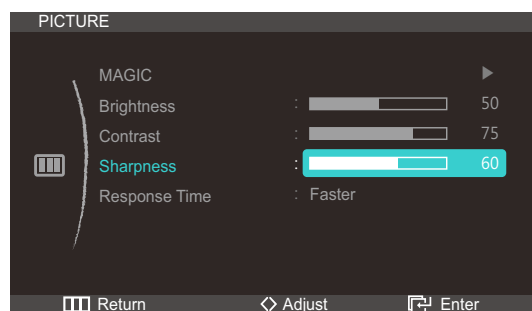 PICTURE
MAGIC
Brightness : 50
Contrast : 75
Sharpness : 60
Response Time : Faster
Return Adjust Enter